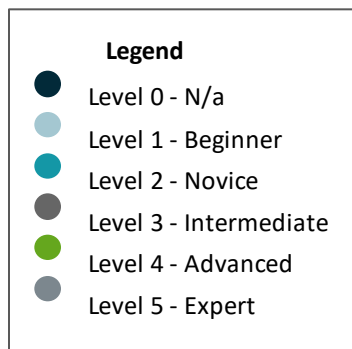 Legend
Level 0 - N/a
Level 1 - Beginner
Level 2 - Novice
Level 3 - Intermediate
Level 4 - Advanced
Level 5 - Expert